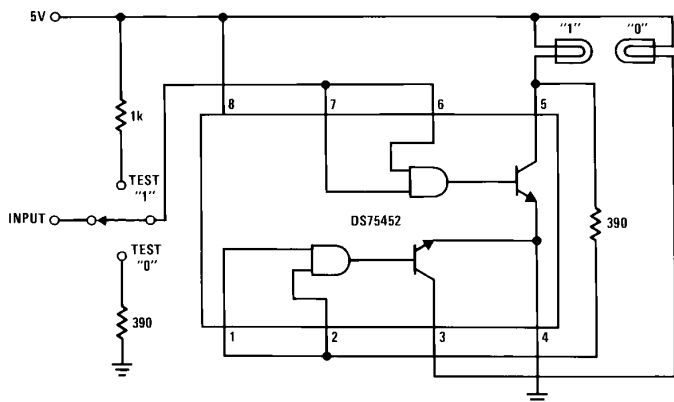 5V
"1" "0"
1k
8 7 6 5
TEST
"1"
INPUT
DS75452
390
TEST
"0"
390
1 2 3 4